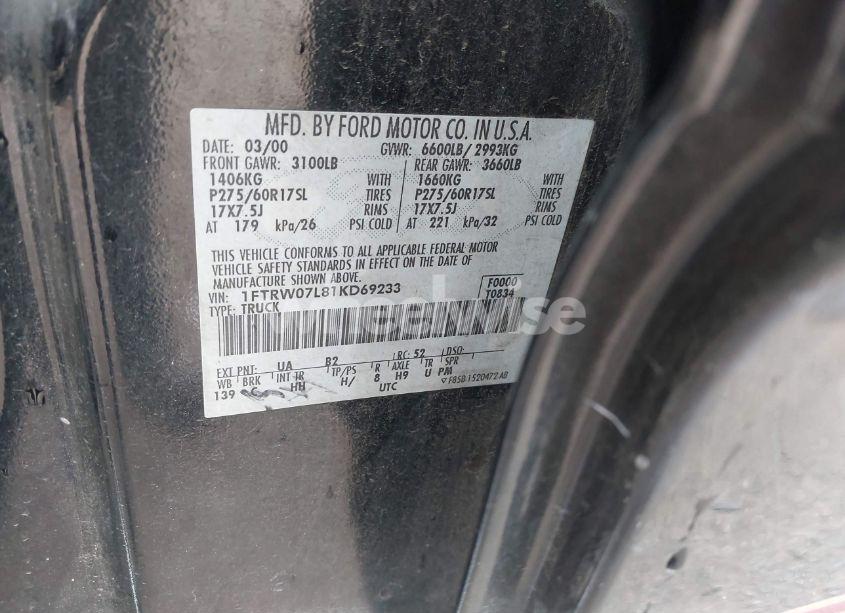 MFD. BY FORD MOTOR CO. IN U.S.A.
DATE: 03/00 GVWR: 6600LB/ 2993KG
FRONT GAWR: 3100LB REAR GAWR: 3660LB
1406KG WITH 1660KG WITH
P275/60R17SL TIRES P275/60R17SL TIRES
17X7.5J RIMS 17X7.5J RIMS
AT 179 kPa/26 PSI COLD AT 221 kPa/32 PSI COLD
THIS VEHICLE CONFORMS TO ALL APPLICABLE FEDERAL MOTOR
VEHICLE SAFETY STANDARDS IN EFFECT ON THE DATE OF
MANUFACTURE SHOWN ABOVE.
VIN: 1FTRW07L81KD69233 F0000
TYPE: TRUCK T0834
EXT PNT: UA B2 RC: 52 DSO:
WB BRK INT TR TP/PS R AXLE TR SPR
139 HH H/ 8 H9 U PM
UTC F85B 1520472 AB